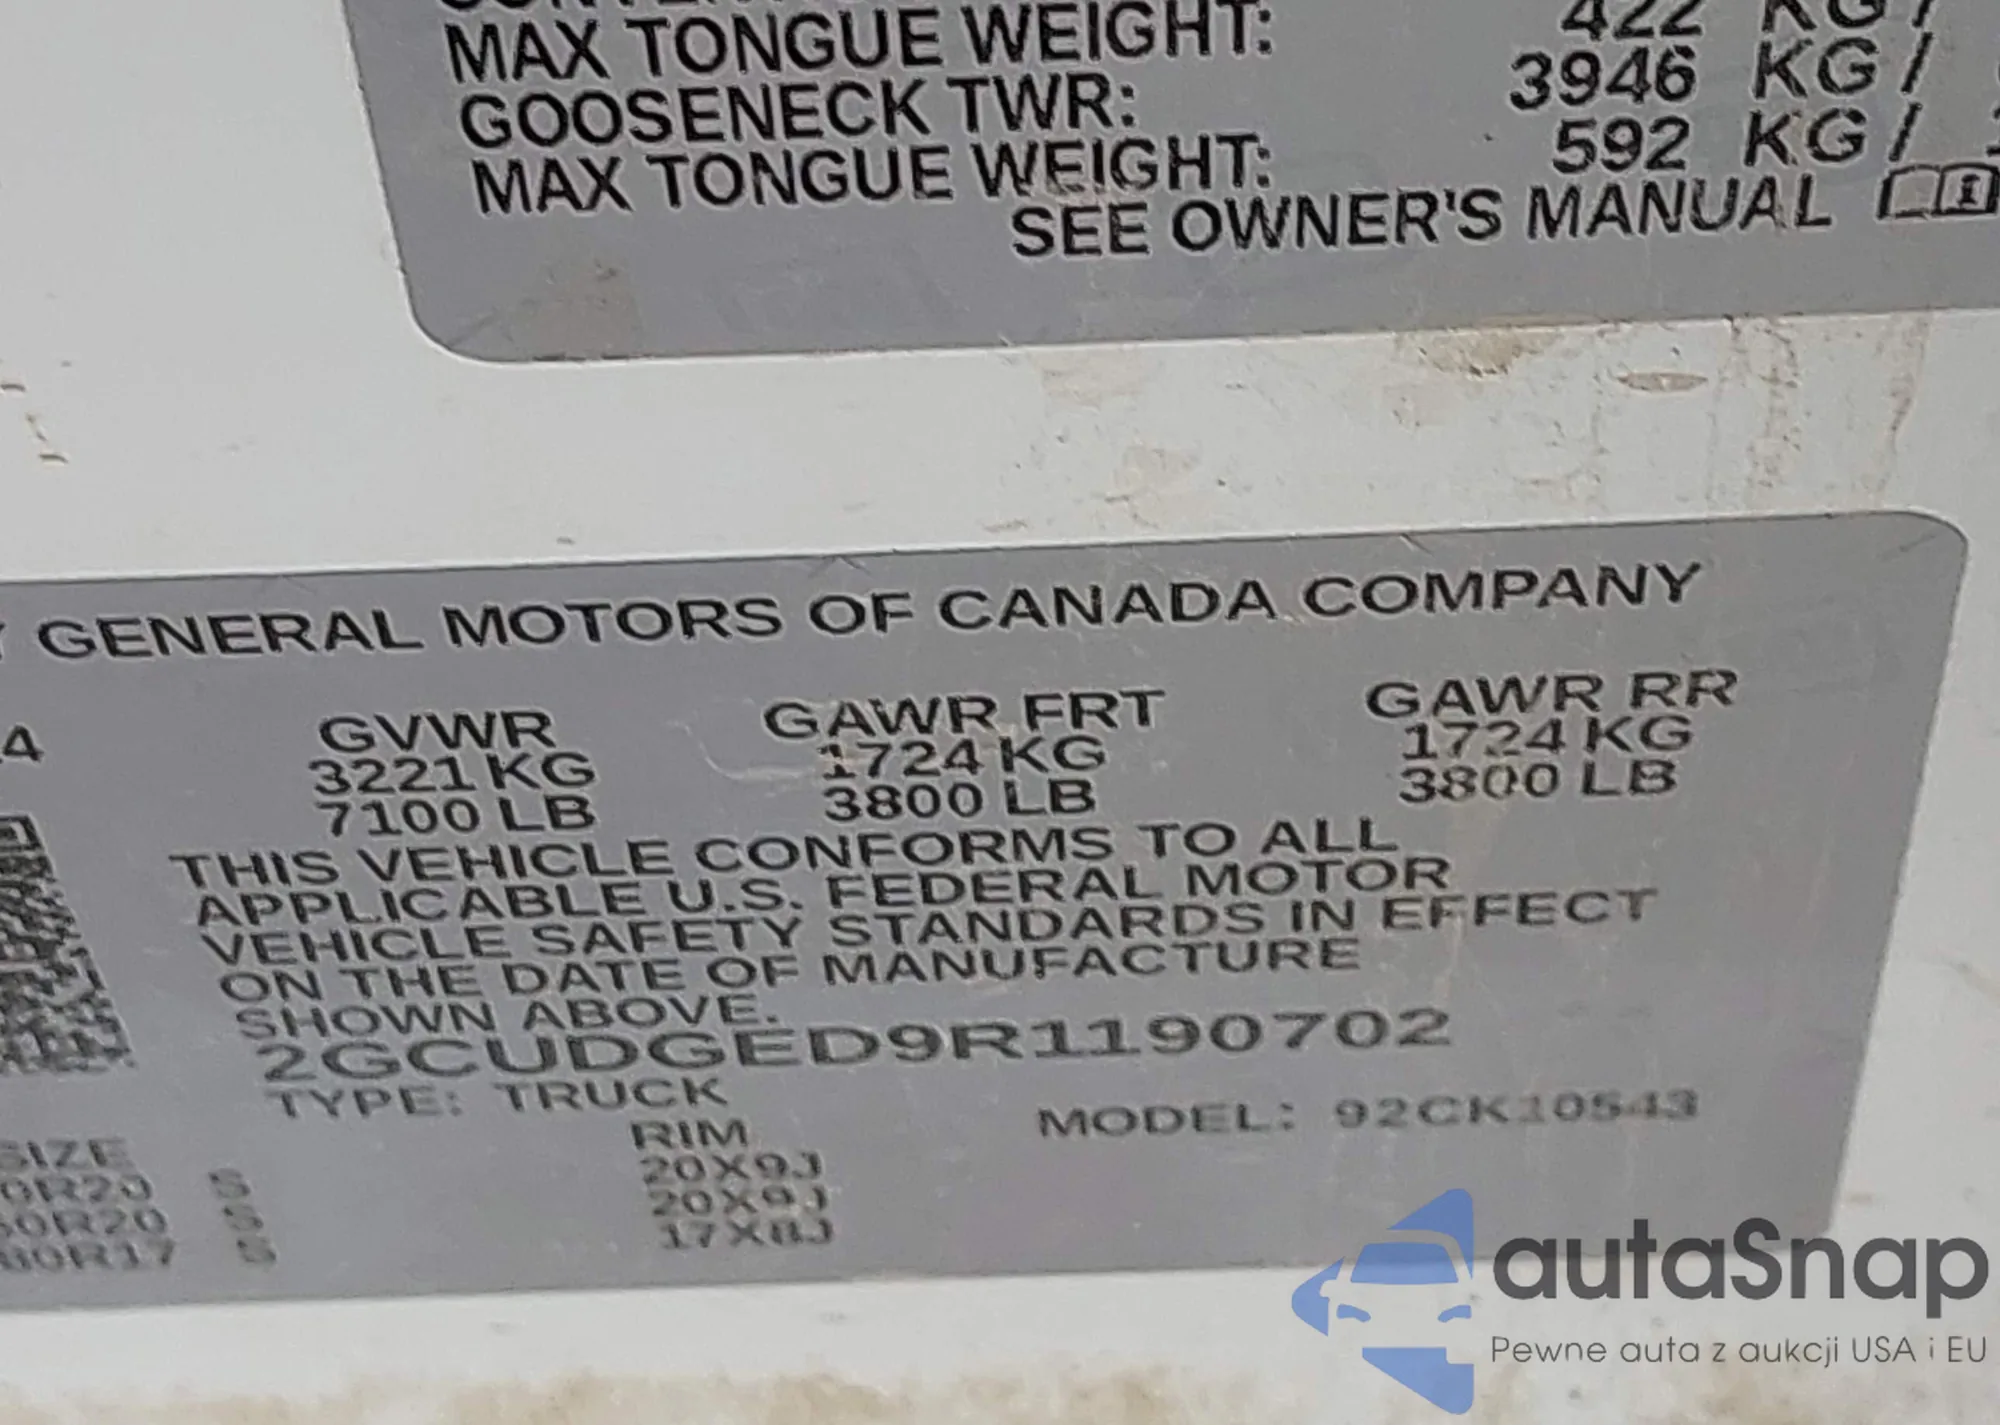 MAX TONGUE WEIGHT: 422 KG/
GOOSENECK TWR: 3946 KG/
MAX TONGUE WEIGHT: 592 KG/
SEE OWNER'S MANUAL
GENERAL MOTORS OF CANADA COMPANY
GVWR GAWR FRT GAWR RR
3221 KG 1724 KG 1724 KG
7100 LB 3800 LB 3800 LB
THIS VEHICLE CONFORMS TO ALL
APPLICABLE U.S. FEDERAL MOTOR
VEHICLE SAFETY STANDARDS IN EFFECT
ON THE DATE OF MANUFACTURE
SHOWN ABOVE.
2GCUDGED9R1190702
TYPE: TRUCK
MODEL: 92CK10543
SIZE RIM
0R20 S 20X9J
0R20 S 20X9J
80R17 S 17X8J
autaSnap
Pewne auta z aukcji USA i EU